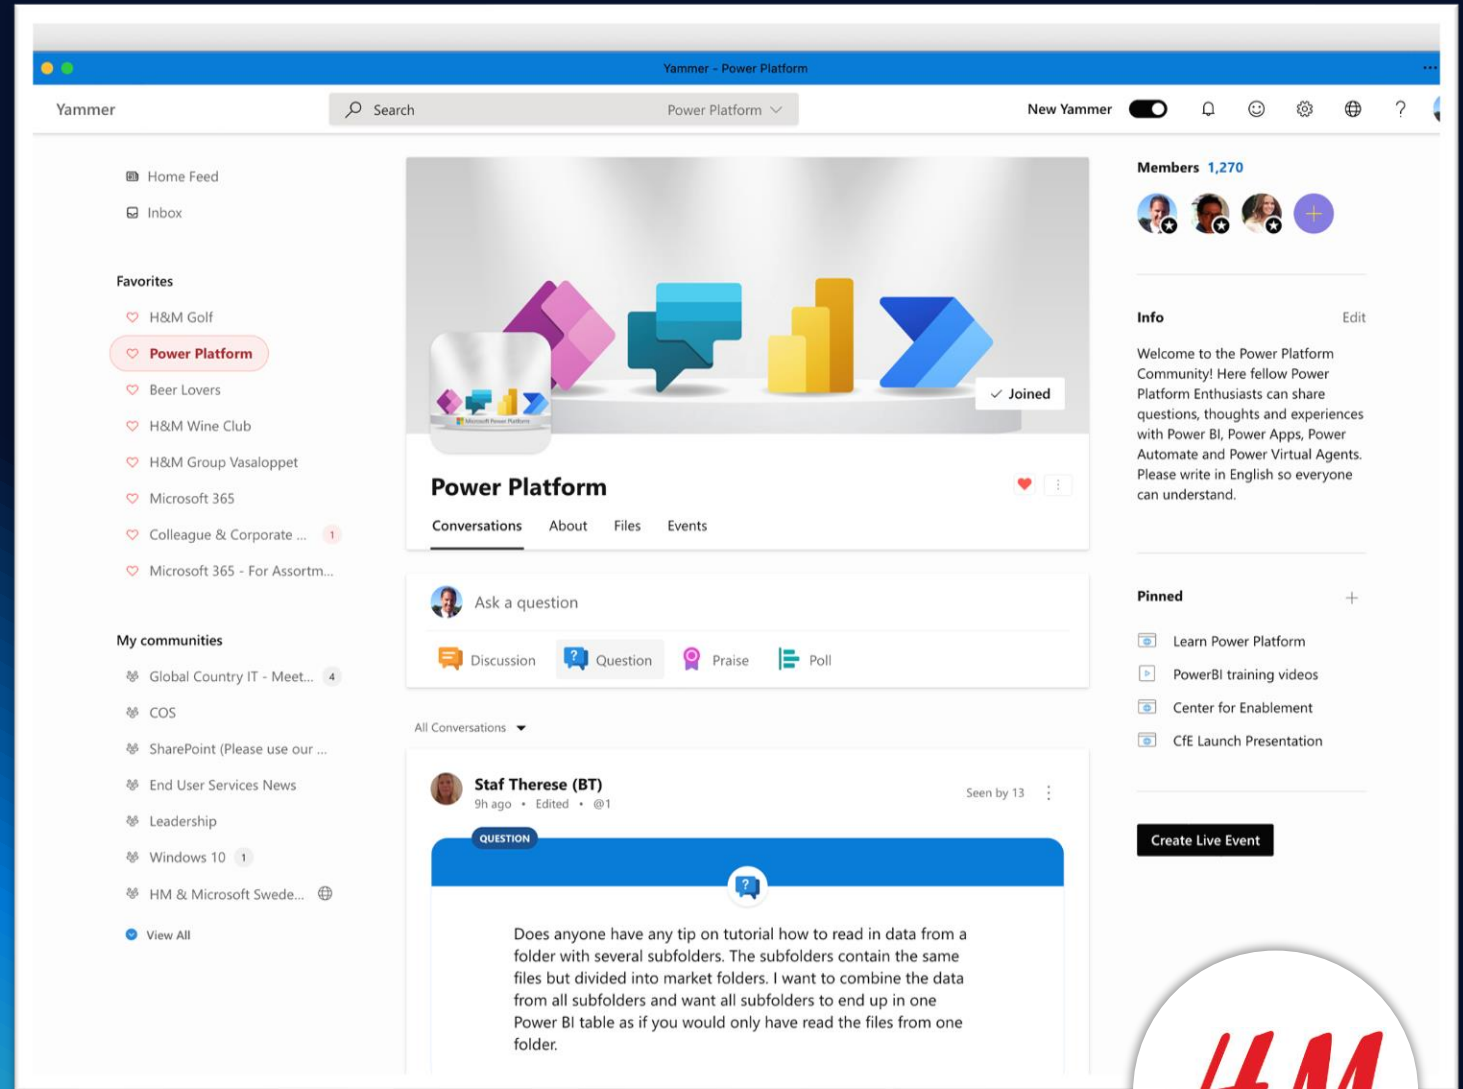 Yammer - Power Platform
Yammer
Search
Power Platform
New Yammer
?
Home Feed
Inbox
Favorites
H&M Golf
Power Platform
Beer Lovers
H&M Wine Club
H&M Group Vasaloppet
Microsoft 365
Colleague & Corporate ... 1
Microsoft 365 - For Assortm...
My communities
Global Country IT - Meet... 4
COS
SharePoint (Please use our ...
End User Services News
Leadership
Windows 10 1
HM & Microsoft Swede...
View All
Microsoft Power Platform
Joined
Power Platform
Conversations About Files Events
Ask a question
Discussion Question Praise Poll
All Conversations
Staf Therese (BT)
9h ago • Edited • @1
Seen by 13
QUESTION
Does anyone have any tip on tutorial how to read in data from a
folder with several subfolders. The subfolders contain the same
files but divided into market folders. I want to combine the data
from all subfolders and want all subfolders to end up in one
Power BI table as if you would only have read the files from one
folder.
Members 1,270
Info Edit
Welcome to the Power Platform
Community! Here fellow Power
Platform Enthusiasts can share
questions, thoughts and experiences
with Power BI, Power Apps, Power
Automate and Power Virtual Agents.
Please write in English so everyone
can understand.
Pinned
Learn Power Platform
PowerBI training videos
Center for Enablement
CfE Launch Presentation
Create Live Event
HM